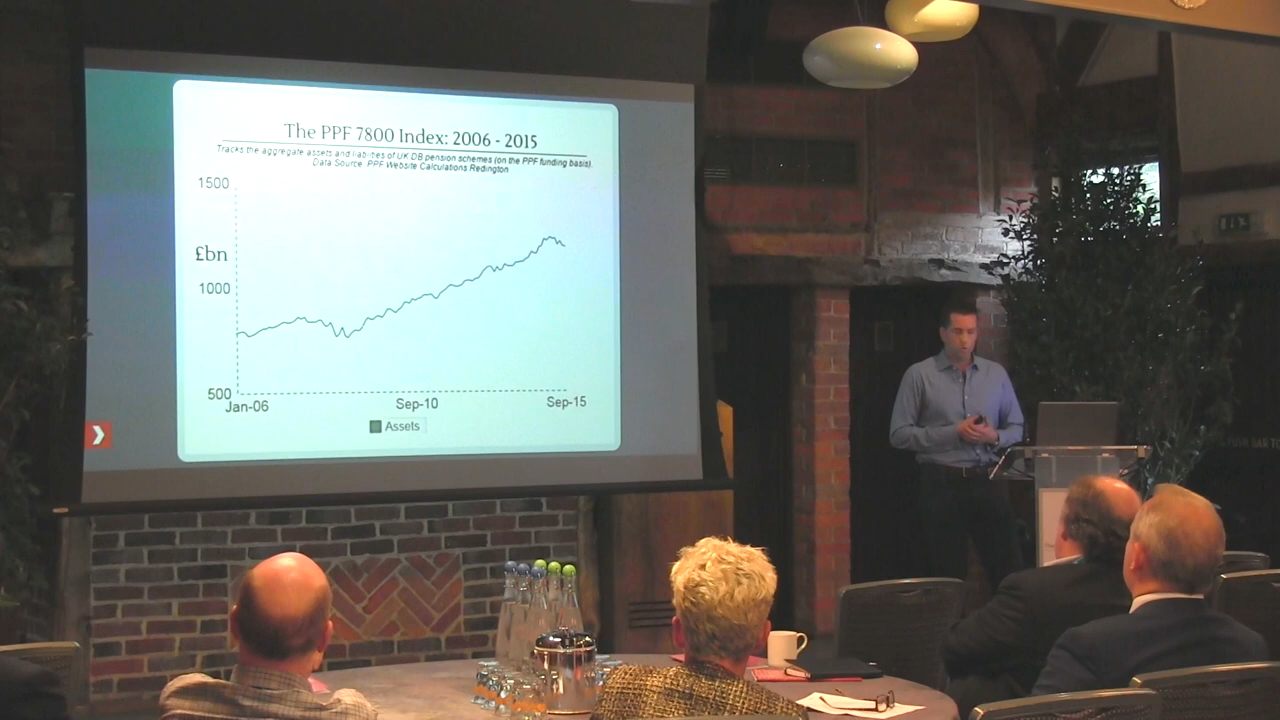 The PPF 7800 Index: 2006 - 2015
Tracks the aggregate assets and liabilities of UK DB pension schemes (on the PPF funding basis).
Data Source: PPF Website Calculations Redington
1500
£bn
1000
500
Jan-06
Sep-10
Sep-15
Assets